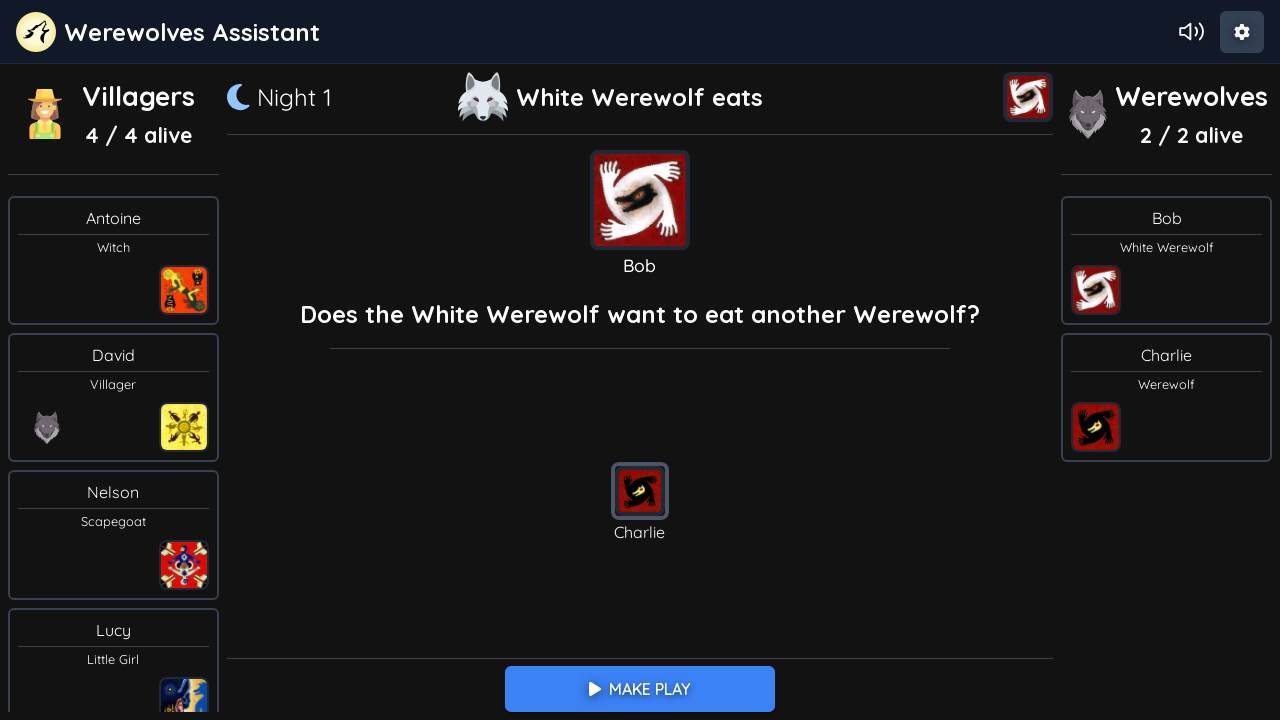 Werewolves Assistant
Villagers
4 / 4 alive
Antoine
Witch
David
Villager
Nelson
Scapegoat
Lucy
Little Girl
Night 1
White Werewolf eats
Bob
Does the White Werewolf want to eat another Werewolf?
Charlie
MAKE PLAY
Werewolves
2 / 2 alive
Bob
White Werewolf
Charlie
Werewolf